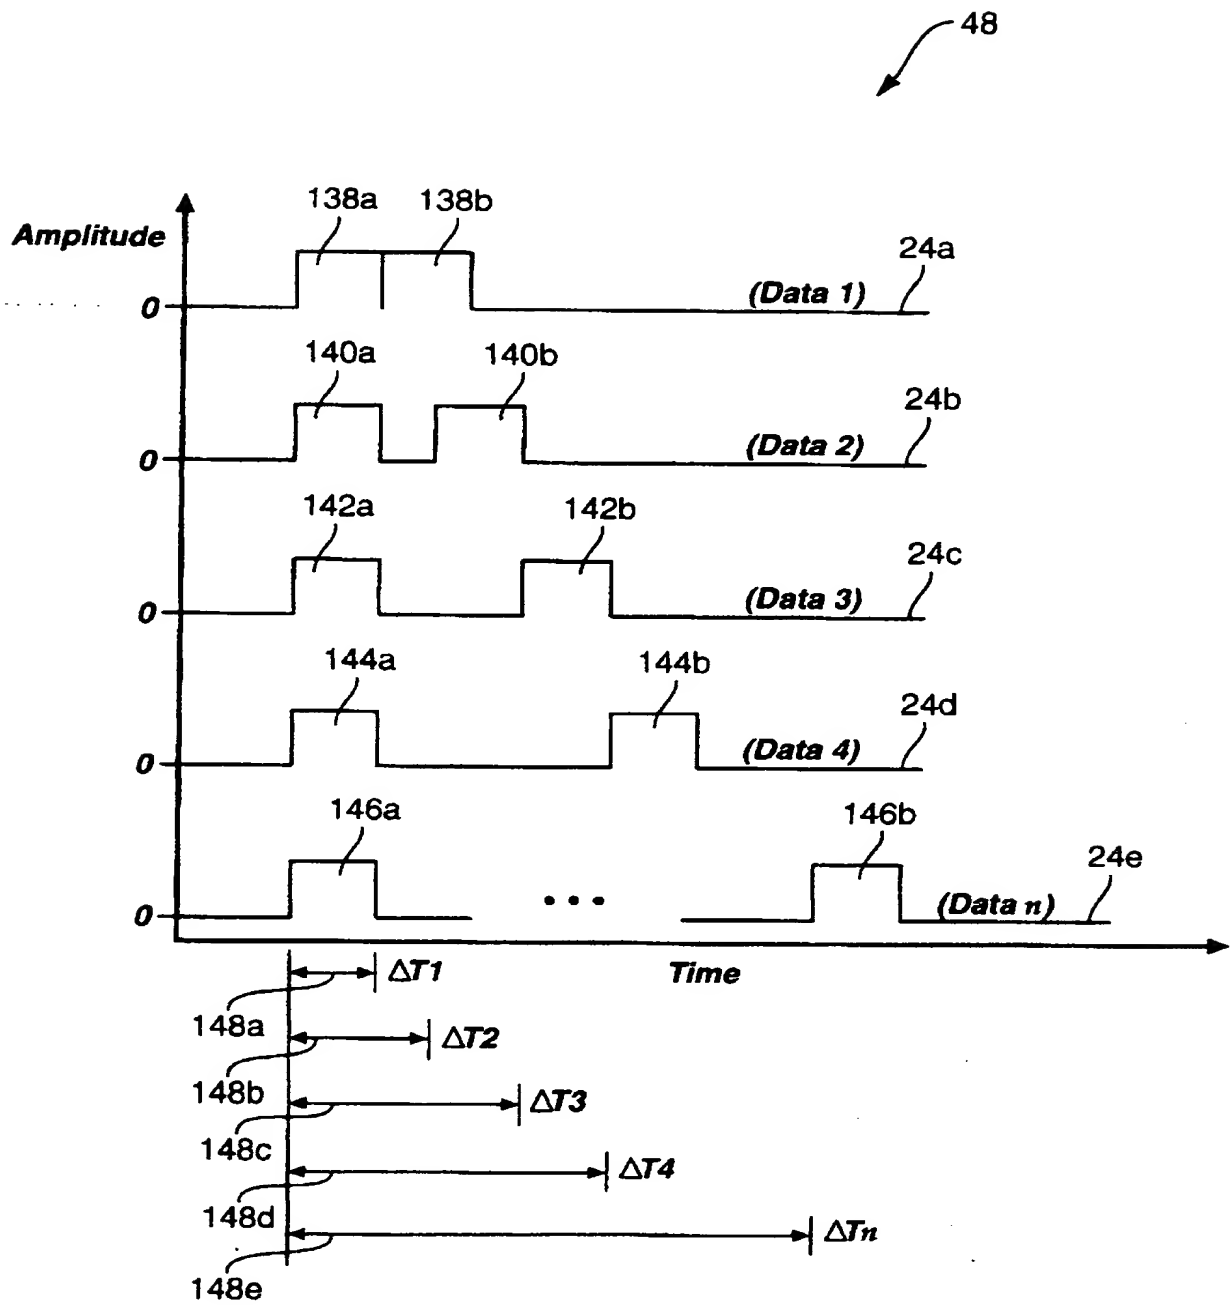 48
138a 138b
Amplitude
24a
0 (Data 1)
140a 140b
24b
0 (Data 2)
142a 142b
24c
0 (Data 3)
144a 144b
24d
0 (Data 4)
146a 146b
24e
0 ... (Data n)
ΔT1 Time
148a
ΔT2
148b
ΔT3
148c
ΔT4
148d
ΔTn
148e